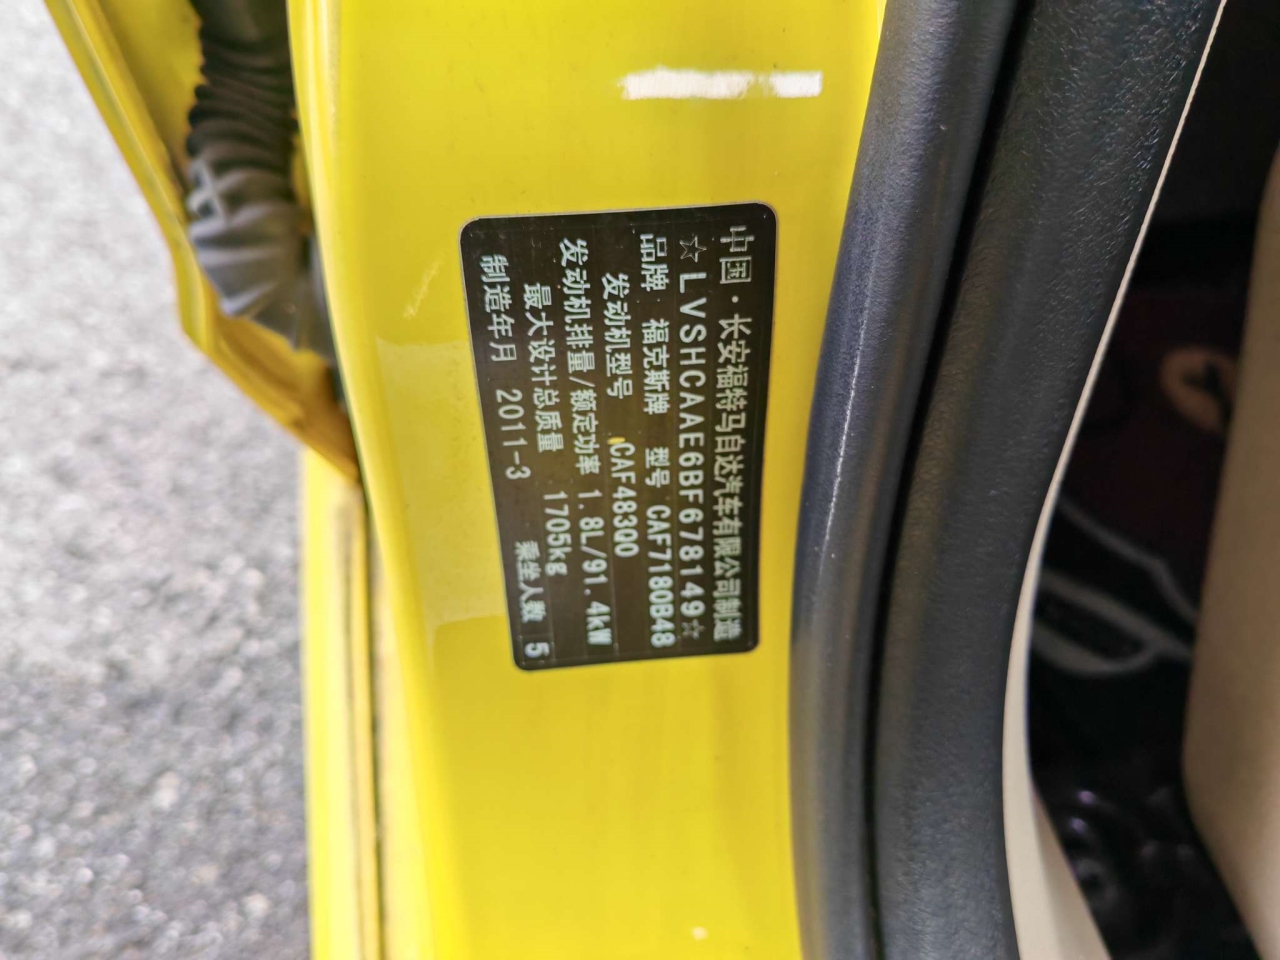 中国·长安福特马自达汽车有限公司制造
☆LVSHCAAE6BF678149☆
品牌 福克斯牌 型号 CAF7180B48
发动机型号 CAF483Q0
发动机排量/额定功率 1.8L/91.4kW
最大设计总质量 1705kg
制造年月 2011-3 乘坐人数 5